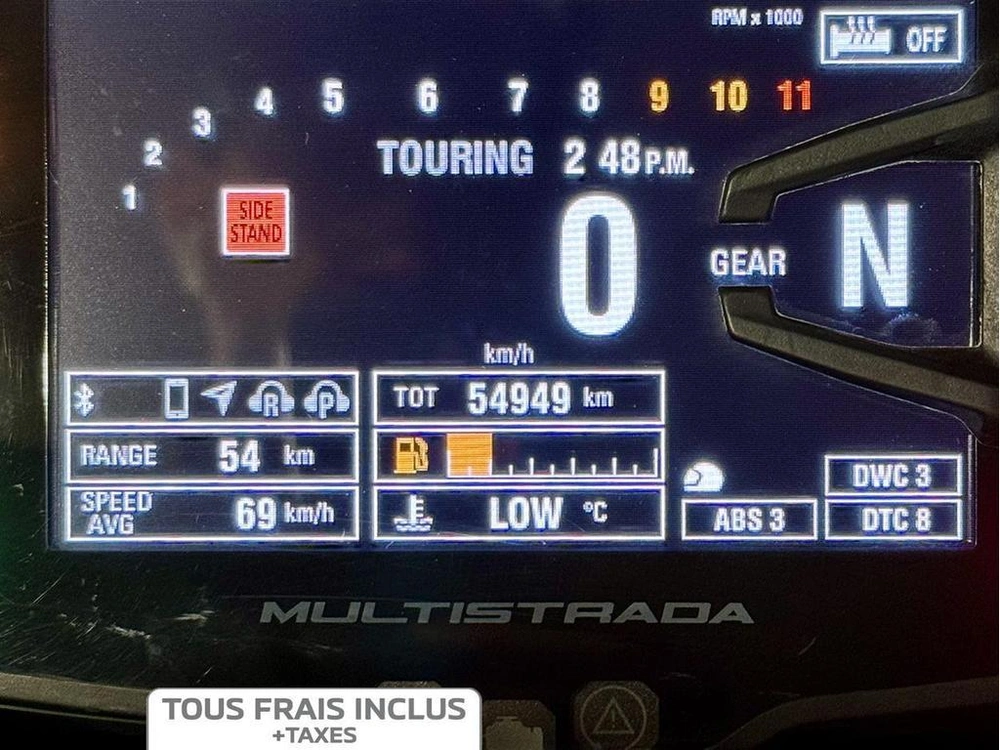 RPM x 1000
OFF
1 2 3 4 5 6 7 8 9 10 11
TOURING 2 48 P.M.
SIDE
STAND
0
km/h
GEAR N
R P
TOT 54949 km
RANGE 54 km
SPEED
AVG 69 km/h
LOW °C
DWC 3
ABS 3 DTC 8
MULTISTRADA
TOUS FRAIS INCLUS
+TAXES